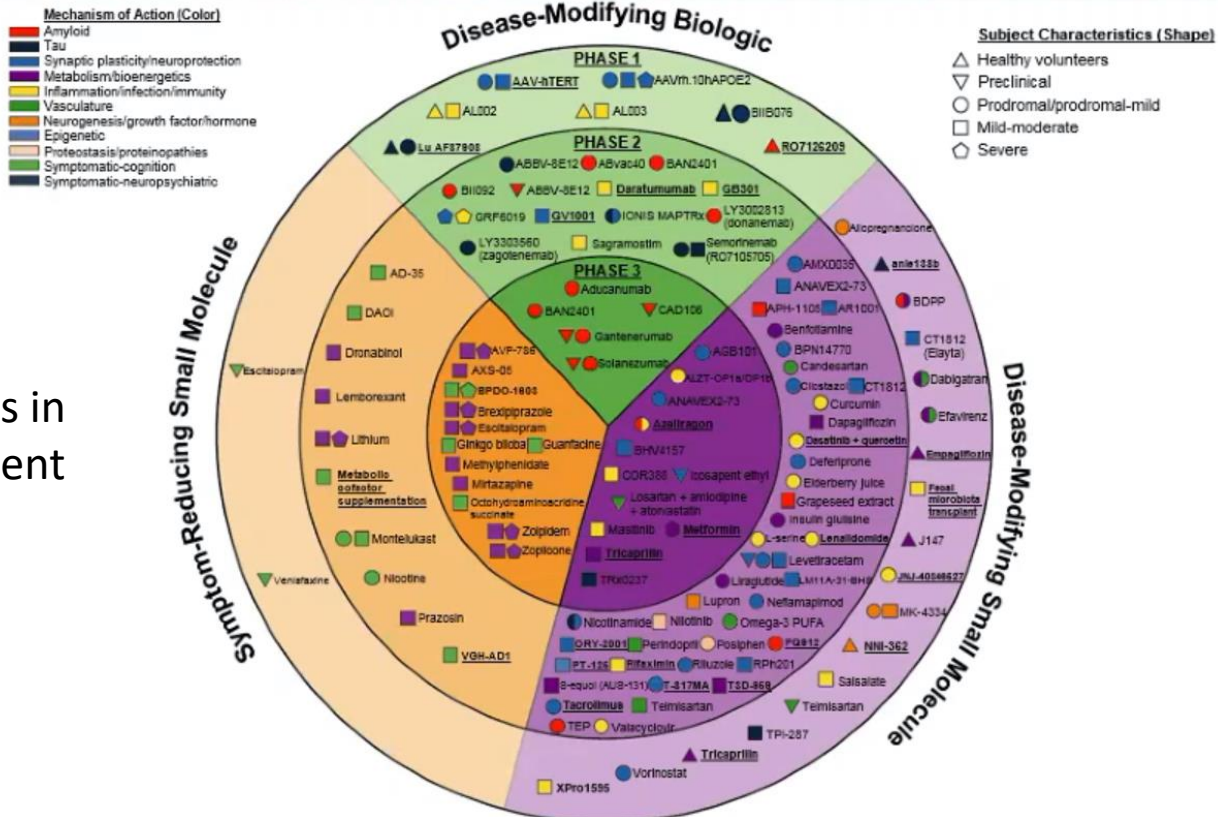 Mechanism of Action (Color)
Amyloid
Tau
Synaptic plasticity/neuroprotection
Metabolism/bioenergetics
Inflammation/infection/immunity
Vasculature
Neurogenesis/growth factor/hormone
Epigenetic
Proteostasis/proteinopathies
Symptomatic-cognition
Symptomatic-neuropsychiatric
Subject Characteristics (Shape)
Healthy volunteers
Preclinical
Prodromal/prodromal-mild
Mild-moderate
Severe
s in
ent
Disease-Modifying Biologic
PHASE 1
AAV-hTERT
AAVrh.10hAPOE2
AL002
AL003
BIIB076
Lu AF87908
RO7126209
PHASE 2
ABBV-8E12
ABvac40
BAN2401
BII092
ABBV-8E12
Daratumumab
GB301
GRF6019
GV1001
IONIS MAPTRx
LY3002813
(donanemab)
LY3303560
(zagotenemab)
Sagramostim
Semorinemab
(RO7105705)
PHASE 3
Aducanumab
BAN2401
CAD106
Gantenerumab
Solanezumab
Symptom-Reducing Small Molecule
Escitalopram
Venlafaxine
AD-35
DAOI
Dronabinol
Lemborexant
Lithium
Metabolic
cofactor
supplementation
Montelukast
Nicotine
Prazosin
VGH-AD1
AVP-786
AXS-05
BPDO-1603
Brexipiprazole
Escitalopram
Ginkgo biloba
Guanfacine
Methylphenidate
Mirtazapine
Octohydroaminoacridine
succinate
Zolpidem
Zoplicone
Disease-Modifying Small Molecule
AGB101
ALZT-OP1a/OP1b
ANAVEX2-73
Azeliragon
BHV4157
COR388
Icosapent ethyl
Losartan + amlodipine
+ atorvastatin
Mastinib
Metformin
Tricaprilin
TRx0237
AMX0035
ANAVEX2-73
APH-1105
AR1001
Benfotiamine
BPN14770
Candesartan
Cilostazol
CT1812
Curcumin
Dapagliflozin
Dasatinib + quercetin
Deferiprone
Elderberry juice
Grapeseed extract
Insulin glulisine
L-serine
Lenalidomide
Levetiracetam
Liraglutide
LM11A-31-BHS
Lupron
Neflamapimod
Nicotinamide
Nilotinib
Omega-3 PUFA
ORY-2001
Perindopril
Posiphen
PQ912
PT-125
Rifaximin
Riluzole
RPh201
S-equol (AUS-131)
T-817MA
TSD-868
Tacrolimus
Telmisartan
TEP
Valacyclovir
Allopregnanolone
anle138b
BDPP
CT1812
(Elayta)
Dabigatran
Efavirenz
Empagliflozin
Fecal
microbiota
transplant
J147
JNJ-40346527
MK-4334
NNI-362
Salsalate
Telmisartan
TPI-287
Tricaprilin
Vorinostat
XPro1595